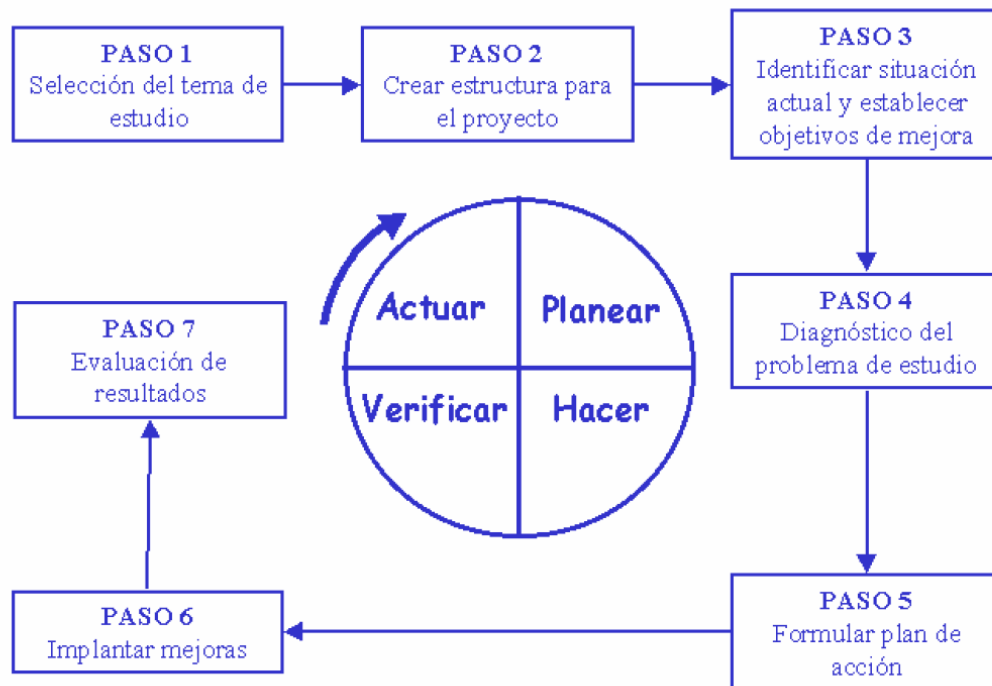 PASO 1
Selección del tema de
estudio
PASO 2
Crear estructura para
el proyecto
PASO 3
Identificar situación
actual y establecer
objetivos de mejora
PASO 4
Diagnóstico del
problema de estudio
PASO 5
Formular plan de
acción
PASO 6
Implantar mejoras
PASO 7
Evaluación de
resultados
Actuar
Planear
Verificar
Hacer